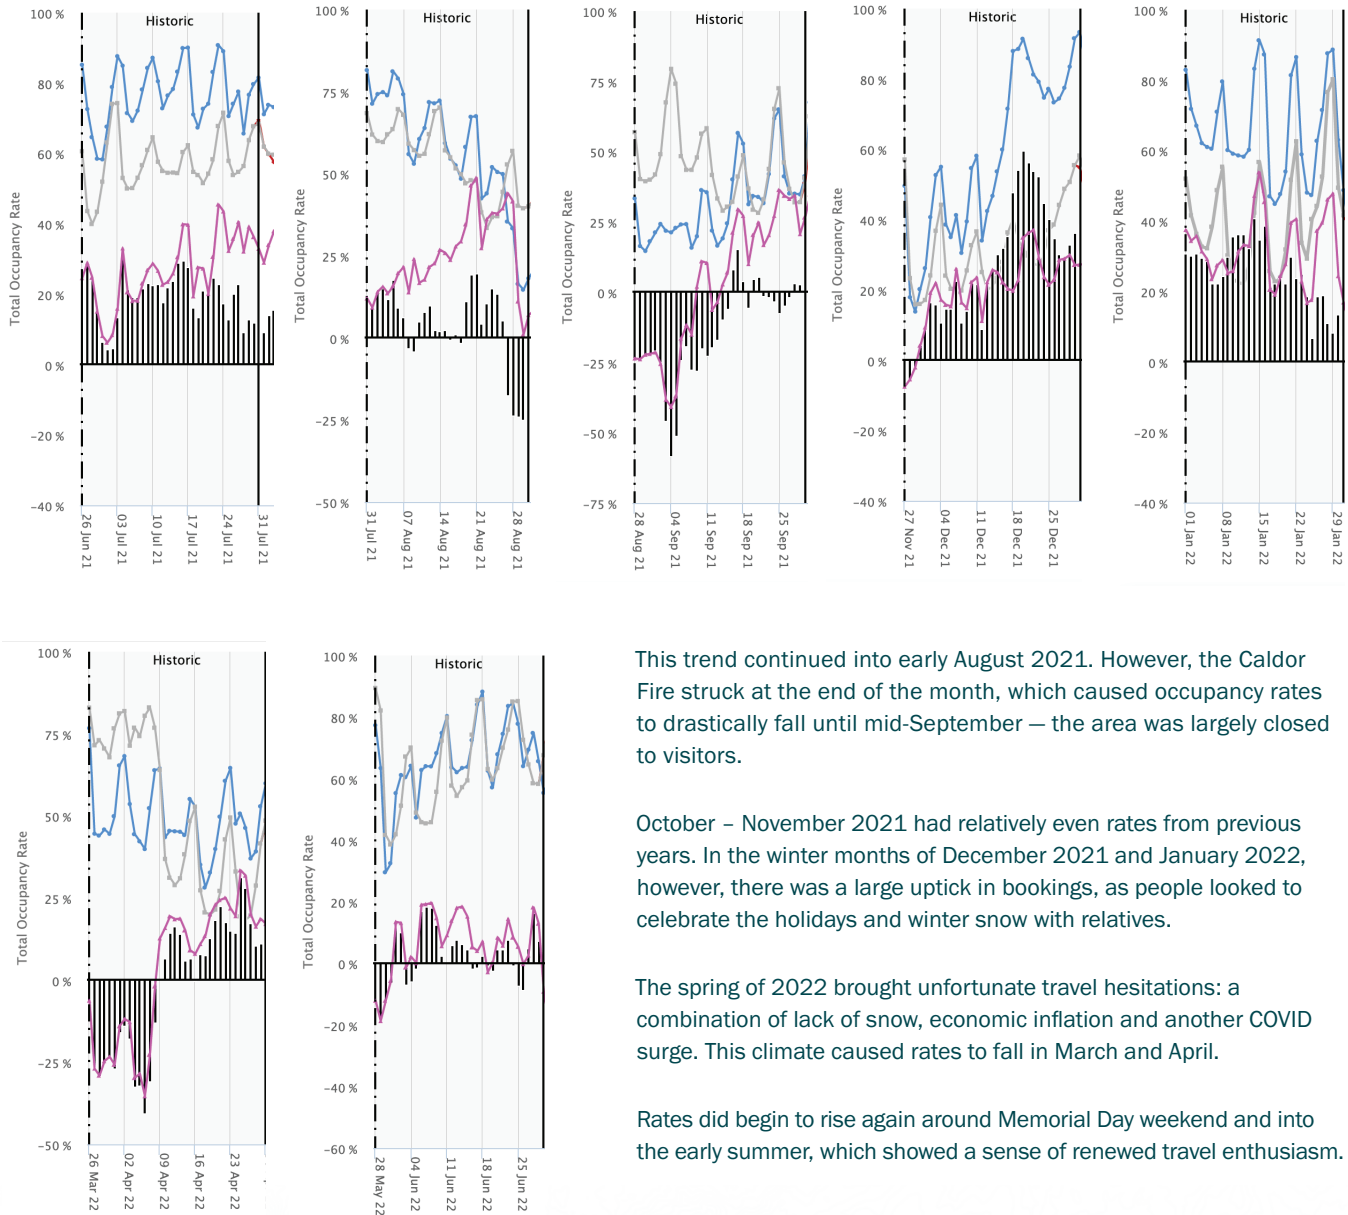 Historic
Total Occupancy Rate
100 %
80 %
60 %
40 %
20 %
0 %
−20 %
−40 %
26 Jun 21
03 Jul 21
10 Jul 21
17 Jul 21
24 Jul 21
31 Jul 21
Historic
100 %
75 %
50 %
25 %
0 %
−25 %
−50 %
31 Jul 21
07 Aug 21
14 Aug 21
21 Aug 21
28 Aug 21
Historic
Total Occupancy Rate
100 %
75 %
50 %
25 %
0 %
−25 %
−50 %
−75 %
28 Aug 21
04 Sep 21
11 Sep 21
18 Sep 21
25 Sep 21
Historic
Total Occupancy Rate
100 %
80 %
60 %
40 %
20 %
0 %
−20 %
−40 %
27 Nov 21
04 Dec 21
11 Dec 21
18 Dec 21
25 Dec 21
Historic
Total Occupancy Rate
100 %
80 %
60 %
40 %
20 %
0 %
−20 %
−40 %
01 Jan 22
08 Jan 22
15 Jan 22
22 Jan 22
29 Jan 22
Historic
Total Occupancy Rate
100 %
75 %
50 %
25 %
0 %
−25 %
−50 %
26 Mar 22
02 Apr 22
09 Apr 22
16 Apr 22
23 Apr 22
Historic
Total Occupancy Rate
100 %
80 %
60 %
40 %
20 %
0 %
−20 %
−40 %
−60 %
28 May 22
04 Jun 22
11 Jun 22
18 Jun 22
25 Jun 22
This trend continued into early August 2021. However, the Caldor
Fire struck at the end of the month, which caused occupancy rates
to drastically fall until mid-September — the area was largely closed
to visitors.
October – November 2021 had relatively even rates from previous
years. In the winter months of December 2021 and January 2022,
however, there was a large uptick in bookings, as people looked to
celebrate the holidays and winter snow with relatives.
The spring of 2022 brought unfortunate travel hesitations: a
combination of lack of snow, economic inflation and another COVID
surge. This climate caused rates to fall in March and April.
Rates did begin to rise again around Memorial Day weekend and into
the early summer, which showed a sense of renewed travel enthusiasm.